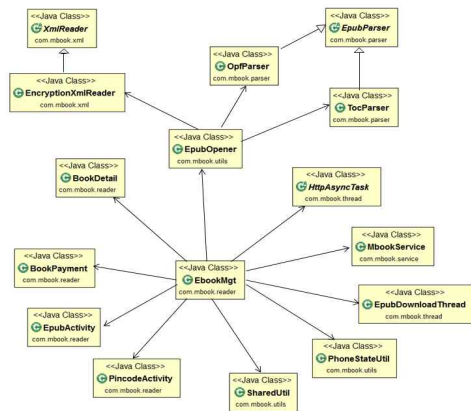 <<Java Class>>
XmlReader
com.mbook.xml
<<Java Class>>
EpubParser
com.mbook.parser
<<Java Class>>
OpfParser
com.mbook.parser
<<Java Class>>
EncryptionXmlReader
com.mbook.xml
<<Java Class>>
TocParser
com.mbook.parser
<<Java Class>>
EpubOpener
com.mbook.utils
<<Java Class>>
BookDetail
com.mbook.reader
<<Java Class>>
HttpAsyncTask
com.mbook.thread
<<Java Class>>
MbookService
com.mbook.service
<<Java Class>>
BookPayment
com.mbook.reader
<<Java Class>>
EbookMgt
com.mbook.reader
<<Java Class>>
EpubDownloadThread
com.mbook.thread
<<Java Class>>
EpubActivity
com.mbook.reader
<<Java Class>>
PhoneStateUtil
com.mbook.utils
<<Java Class>>
PincodeActivity
com.mbook.reader
<<Java Class>>
SharedUtil
com.mbook.utils